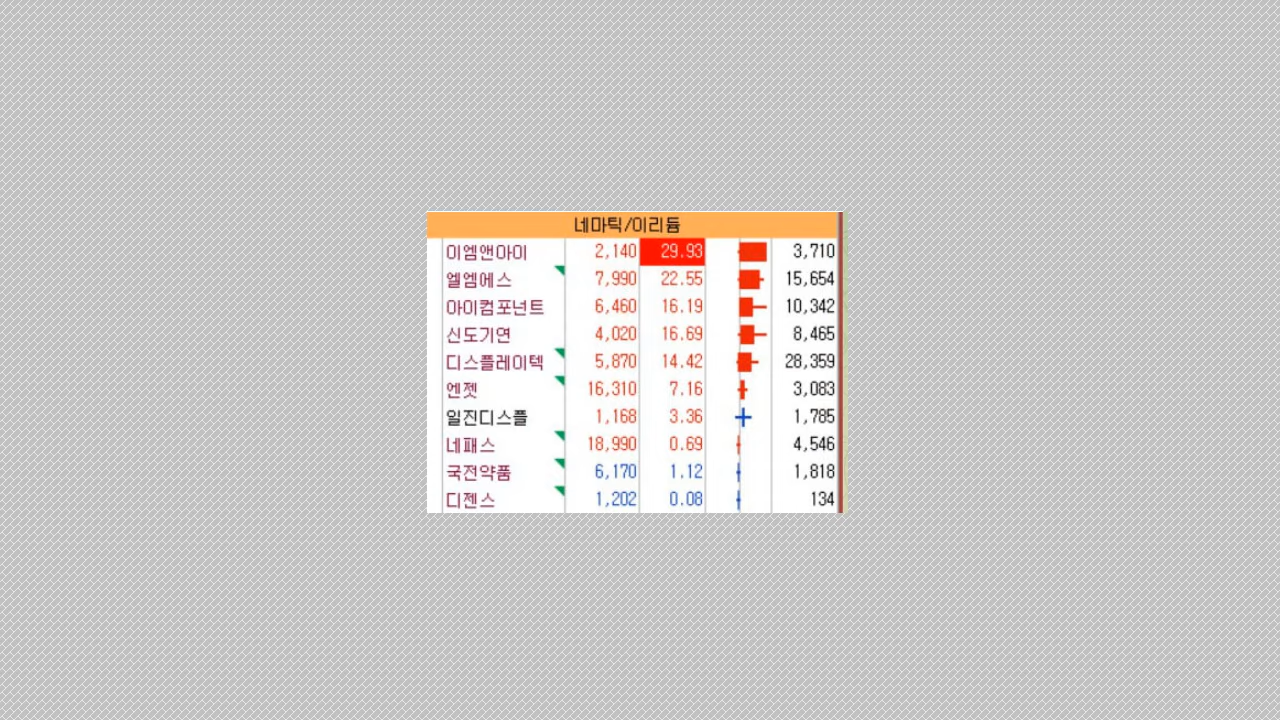 네마틱/이리듐
이엠앤아이 2,140 29.93 3,710
엘엠에스 7,990 22.55 15,654
아이컴포넌트 6,460 16.19 10,342
신도기연 4,020 16.69 8,465
디스플레이텍 5,870 14.42 28,359
엔젯 16,310 7.16 3,083
일진디스플 1,168 3.36 1,785
네패스 18,990 0.69 4,546
국전약품 6,170 1.12 1,818
디젠스 1,202 0.08 134